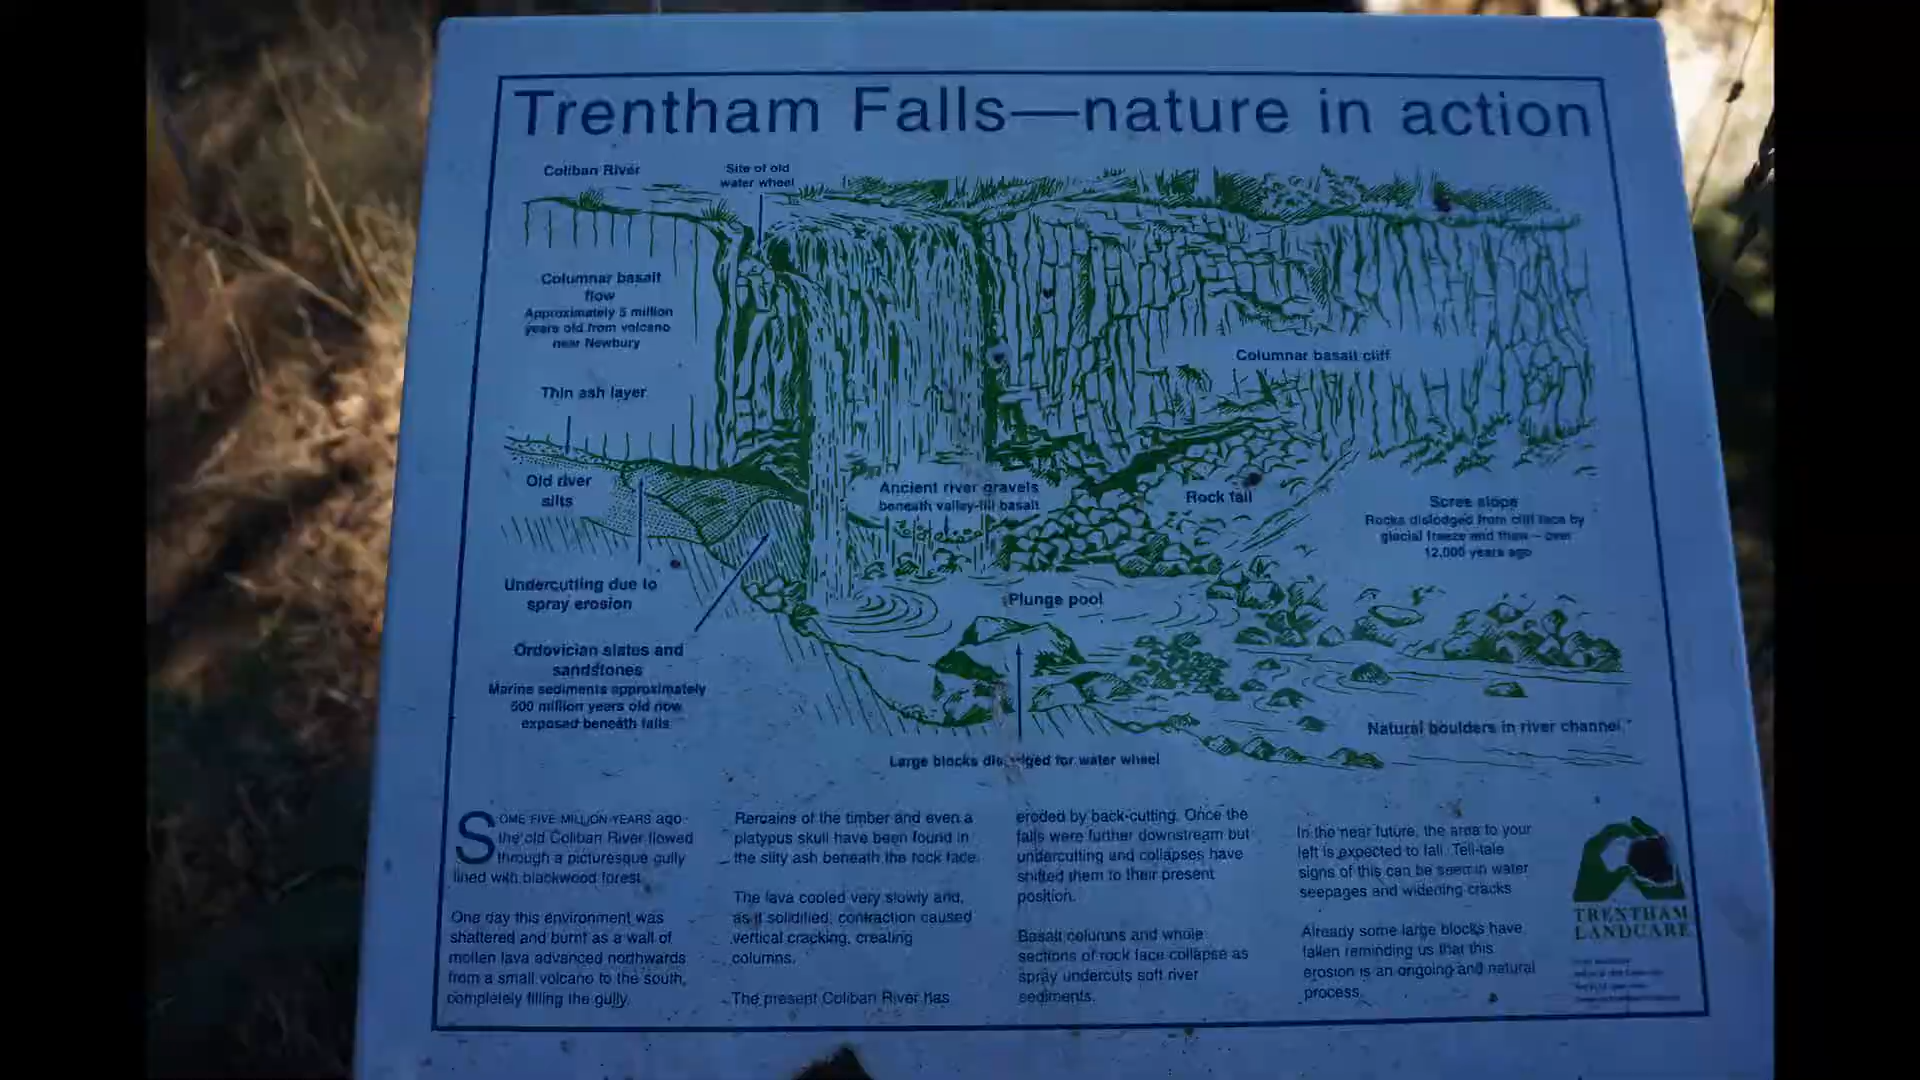 Trentham Falls—nature in action
Coliban River
Site of old
water wheel
Columnar basalt
flow
Approximately 5 million
years old from volcano
near Newbury
Columnar basalt cliff
Thin ash layer
Old river
silts
Ancient river gravels
beneath valley-fill basalt
Rock fall
Scree slope
Rocks dislodged from cliff face by
glacial freeze and thaw – over
12,000 years ago
Undercutting due to
spray erosion
Plunge pool
Ordovician slates and
sandstones
Marine sediments approximately
500 million years old now
exposed beneath falls
Natural boulders in river channel
Large blocks dislodged for water wheel
SOME FIVE MILLION YEARS AGO
the old Coliban River flowed
through a picturesque gully
lined with blackwood forest.
One day this environment was
shattered and burnt as a wall of
molten lava advanced northwards
from a small volcano to the south,
completely filling the gully.
Remains of the timber and even a
platypus skull have been found in
the silty ash beneath the rock face.
The lava cooled very slowly and,
as it solidified, contraction caused
vertical cracking, creating
columns.
The present Coliban River has
eroded by back-cutting. Once the
falls were further downstream but
undercutting and collapses have
shifted them to their present
position.
Basalt columns and whole
sections of rock face collapse as
spray undercuts soft river
sediments.
In the near future, the area to your
left is expected to fall. Tell-tale
signs of this can be seen in water
seepages and widening cracks
Already some large blocks have
fallen reminding us that this
erosion is an ongoing and natural
process.
TRENTHAM
LANDCARE